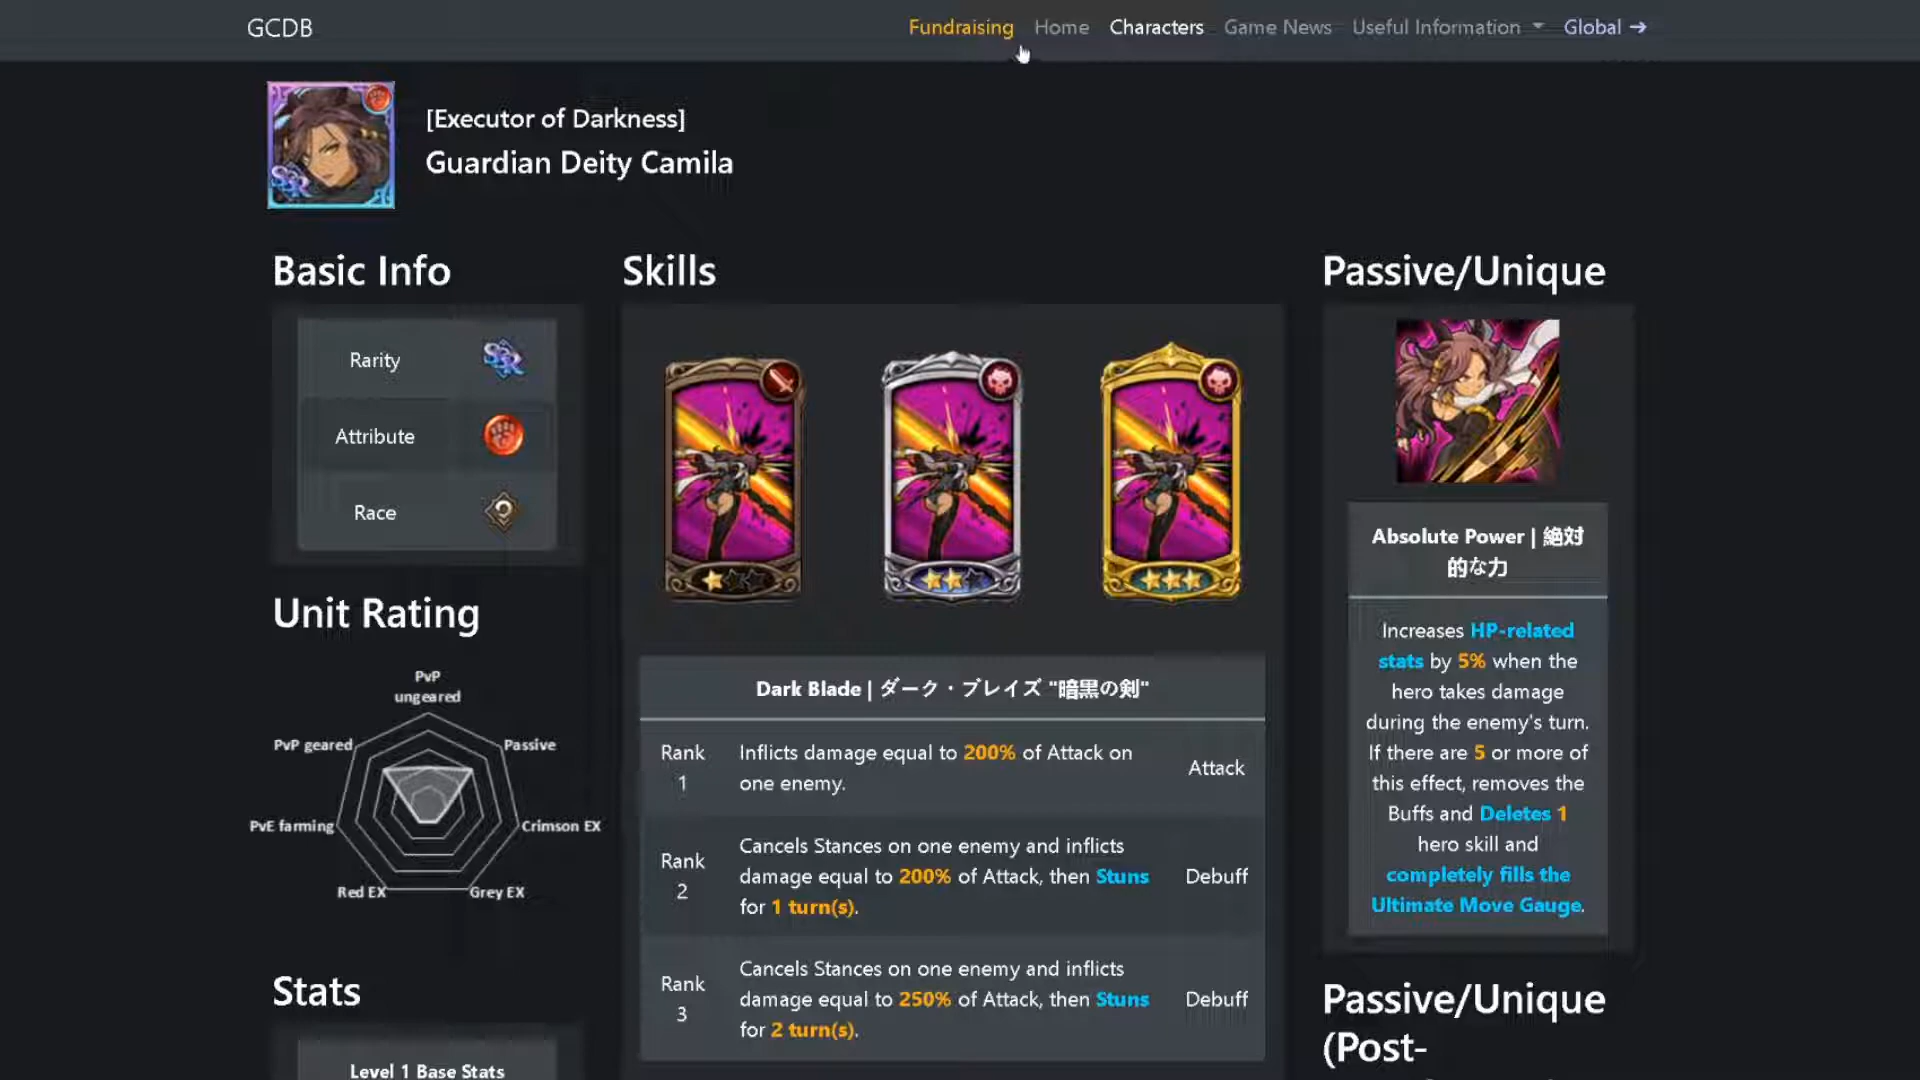 GCDB
Fundraising Home Characters Game News Useful Information Global →
[Executor of Darkness]
Guardian Deity Camila
Basic Info
Rarity
SSR
Attribute
Race
Unit Rating
PvP
ungeared
PvP geared
Passive
PvE farming
Crimson EX
Red EX
Grey EX
Stats
Level 1 Base Stats
Skills
Dark Blade | ダーク・ブレイズ "暗黒の剣"
Rank
1
Inflicts damage equal to 200% of Attack on
one enemy.
Attack
Rank
2
Cancels Stances on one enemy and inflicts
damage equal to 200% of Attack, then Stuns
for 1 turn(s).
Debuff
Rank
3
Cancels Stances on one enemy and inflicts
damage equal to 250% of Attack, then Stuns
for 2 turn(s).
Debuff
Passive/Unique
Absolute Power | 絶対
的な力
Increases HP-related
stats by 5% when the
hero takes damage
during the enemy's turn.
If there are 5 or more of
this effect, removes the
Buffs and Deletes 1
hero skill and
completely fills the
Ultimate Move Gauge.
Passive/Unique
(Post-